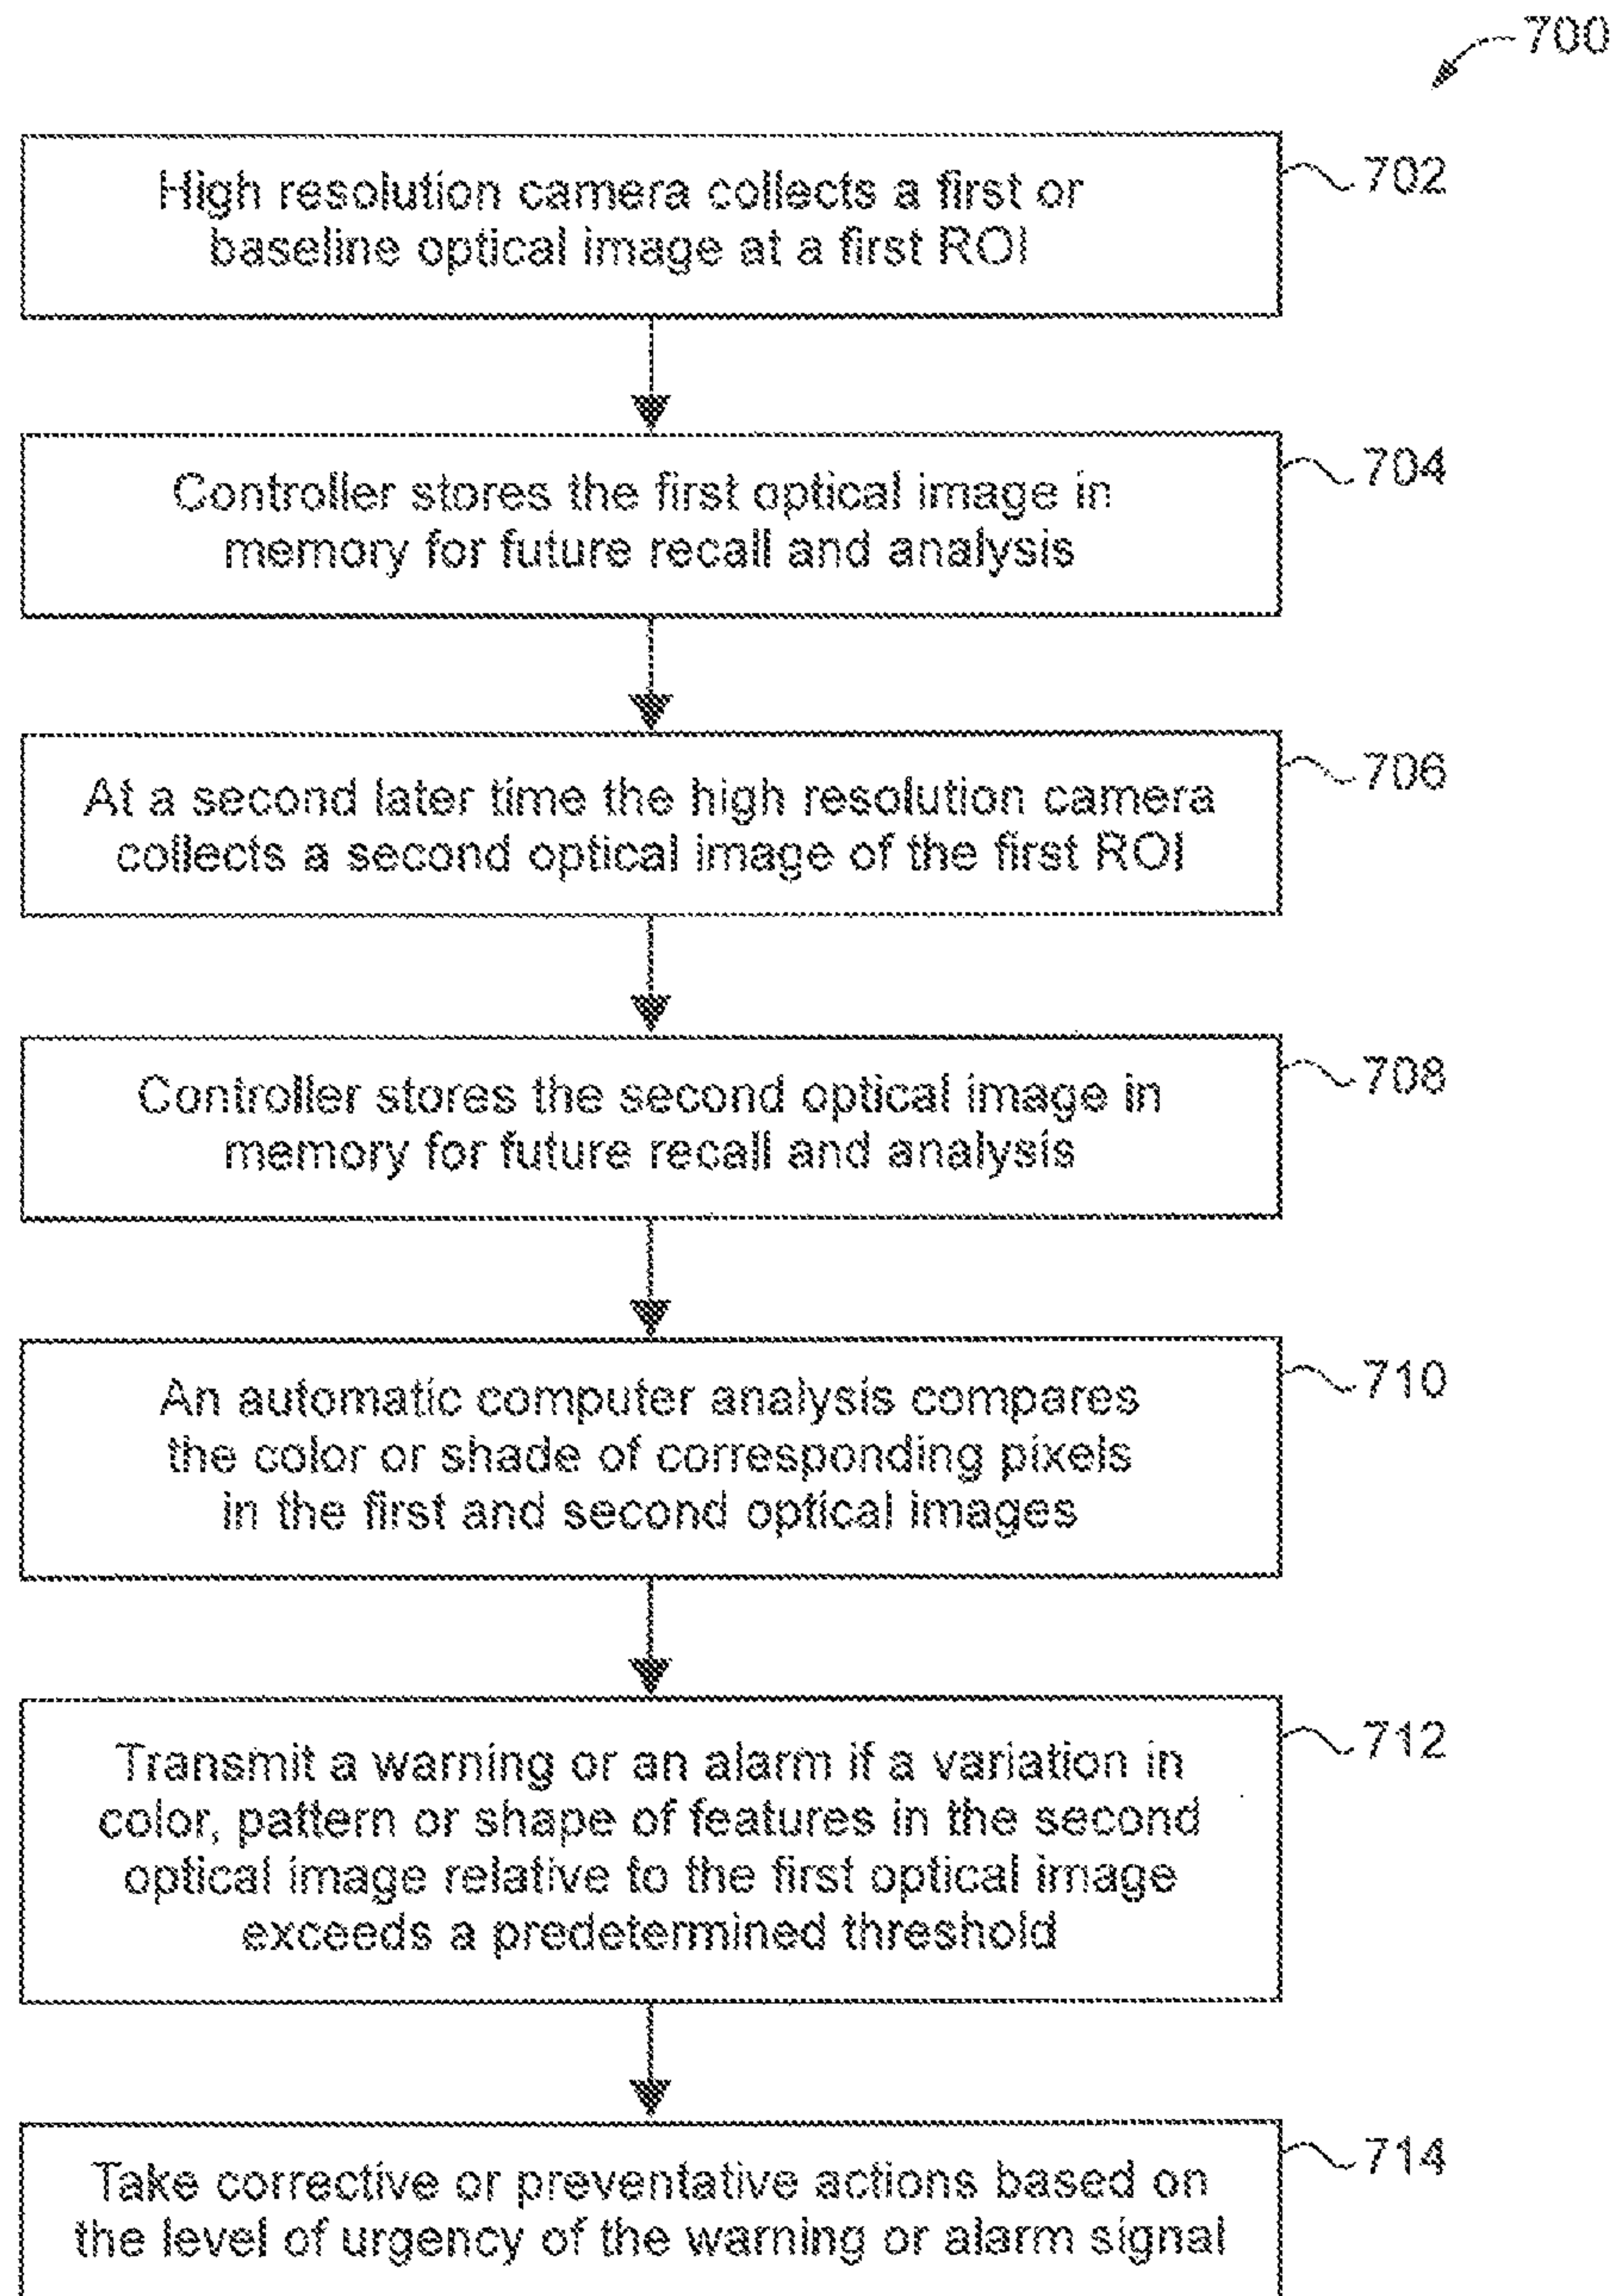 700
High resolution camera collects a first or
baseline optical image at a first ROI
702
Controller stores the first optical image in
memory for future recall and analysis
704
At a second later time the high resolution camera
collects a second optical image of the first ROI
706
Controller stores the second optical image in
memory for future recall and analysis
708
An automatic computer analysis compares
the color or shade of corresponding pixels
in the first and second optical images
710
Transmit a warning or an alarm if a variation in
color, pattern or shape of features in the second
optical image relative to the first optical image
exceeds a predetermined threshold
712
Take corrective or preventative actions based on
the level of urgency of the warning or alarm signal
714